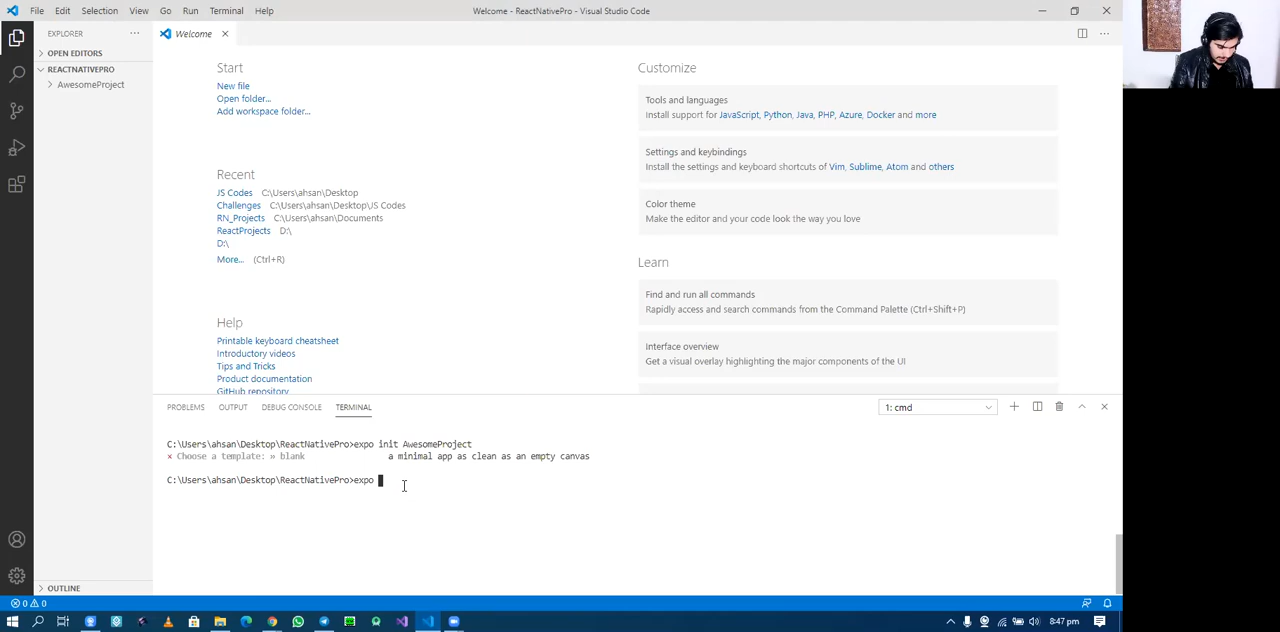 File Edit Selection View Go Run Terminal Help Welcome - ReactNativePro - Visual Studio Code
EXPLORER ...
OPEN EDITORS
REACTNATIVEPRO
AwesomeProject
OUTLINE
Welcome
Start
New file
Open folder...
Add workspace folder...
Recent
JS Codes C:\Users\ahsan\Desktop
Challenges C:\Users\ahsan\Desktop\JS Codes
RN_Projects C:\Users\ahsan\Documents
ReactProjects D:\
D:\
More... (Ctrl+R)
Help
Printable keyboard cheatsheet
Introductory videos
Tips and Tricks
Product documentation
GitHub repository
Customize
Tools and languages
Install support for JavaScript, Python, Java, PHP, Azure, Docker and more
Settings and keybindings
Install the settings and keyboard shortcuts of Vim, Sublime, Atom and others
Color theme
Make the editor and your code look the way you love
Learn
Find and run all commands
Rapidly access and search commands from the Command Palette (Ctrl+Shift+P)
Interface overview
Get a visual overlay highlighting the major components of the UI
PROBLEMS OUTPUT DEBUG CONSOLE TERMINAL 1: cmd
C:\Users\ahsan\Desktop\ReactNativePro>expo init AwesomeProject
× Choose a template: » blank a minimal app as clean as an empty canvas
C:\Users\ahsan\Desktop\ReactNativePro>expo
0 0
8:47 pm